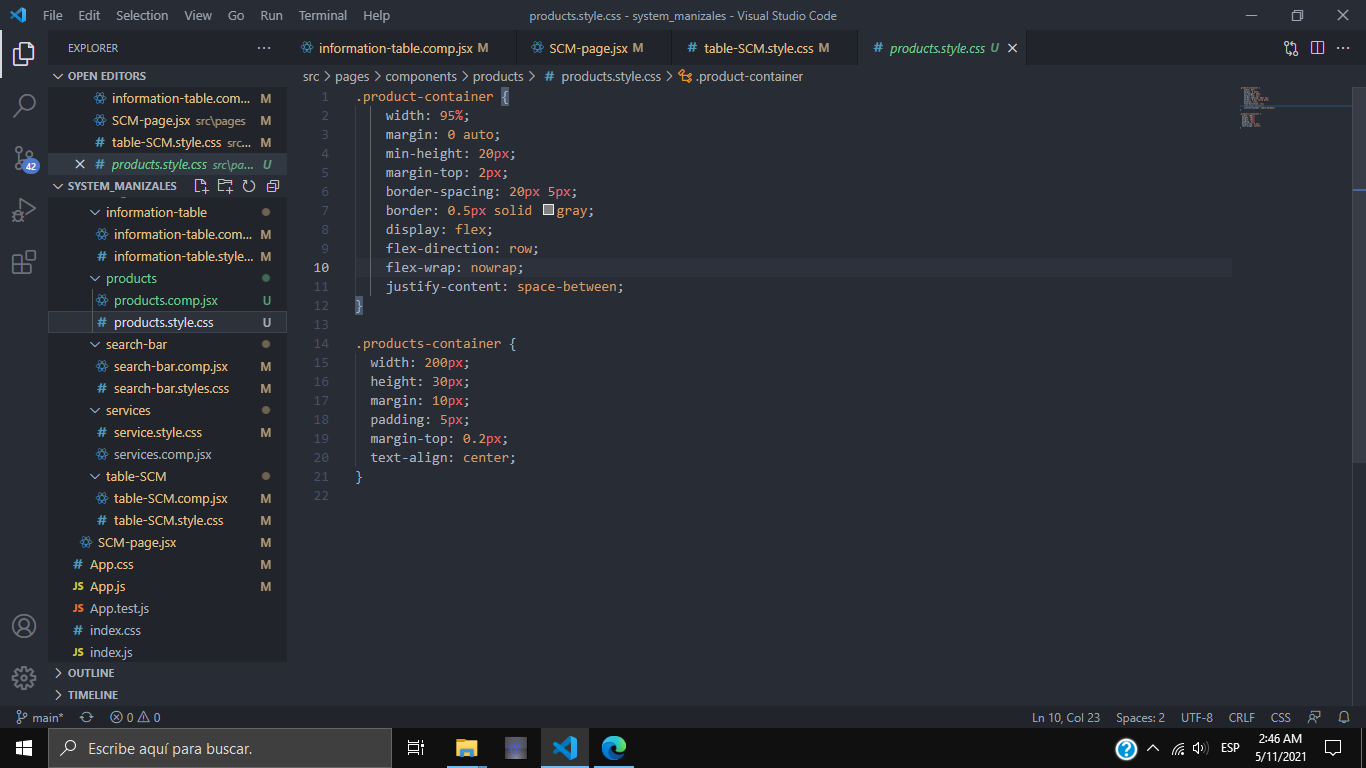 File Edit Selection View Go Run Terminal Help products.style.css - system_manizales - Visual Studio Code
EXPLORER
OPEN EDITORS
information-table.com... M
SCM-page.jsx src\pages M
table-SCM.style.css src... M
# products.style.css src\pa... U
42
SYSTEM_MANIZALES
information-table
information-table.com... M
# information-table.style... M
products
products.comp.jsx U
# products.style.css U
search-bar
search-bar.comp.jsx M
# search-bar.styles.css M
services
# service.style.css M
services.comp.jsx
table-SCM
table-SCM.comp.jsx M
# table-SCM.style.css M
SCM-page.jsx M
# App.css M
JS App.js M
JS App.test.js
# index.css
JS index.js
OUTLINE
TIMELINE
information-table.comp.jsx M SCM-page.jsx M # table-SCM.style.css M # products.style.css U
src > pages > components > products > # products.style.css > .product-container
1 .product-container {
2 width: 95%;
3 margin: 0 auto;
4 min-height: 20px;
5 margin-top: 2px;
6 border-spacing: 20px 5px;
7 border: 0.5px solid gray;
8 display: flex;
9 flex-direction: row;
10 flex-wrap: nowrap;
11 justify-content: space-between;
12 }
13
14 .products-container {
15 width: 200px;
16 height: 30px;
17 margin: 10px;
18 padding: 5px;
19 margin-top: 0.2px;
20 text-align: center;
21 }
22
main* 0 0 Ln 10, Col 23 Spaces: 2 UTF-8 CRLF CSS
Escribe aquí para buscar. ESP 2:46 AM
5/11/2021